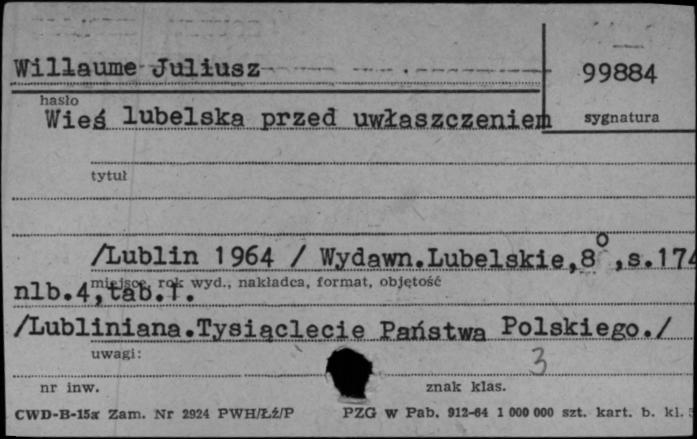 Willaume Juliusz
99884
hasło
Wieś lubelska przed uwłaszczeniem
sygnatura
tytuł
/Lublin 1964 / Wydawn.Lubelskie,8°,s.174
miejsce, rok wyd., nakładca, format, objętość
nlb.4,tab.1.
/Lubliniana.Tysiąclecie Państwa Polskiego./
uwagi:
3
nr inw.
znak klas.
CWD-B-15a Zam. Nr 2924 PWH/Łź/P PZG w Pab. 912-64 1 000 000 szt. kart. b. kl.